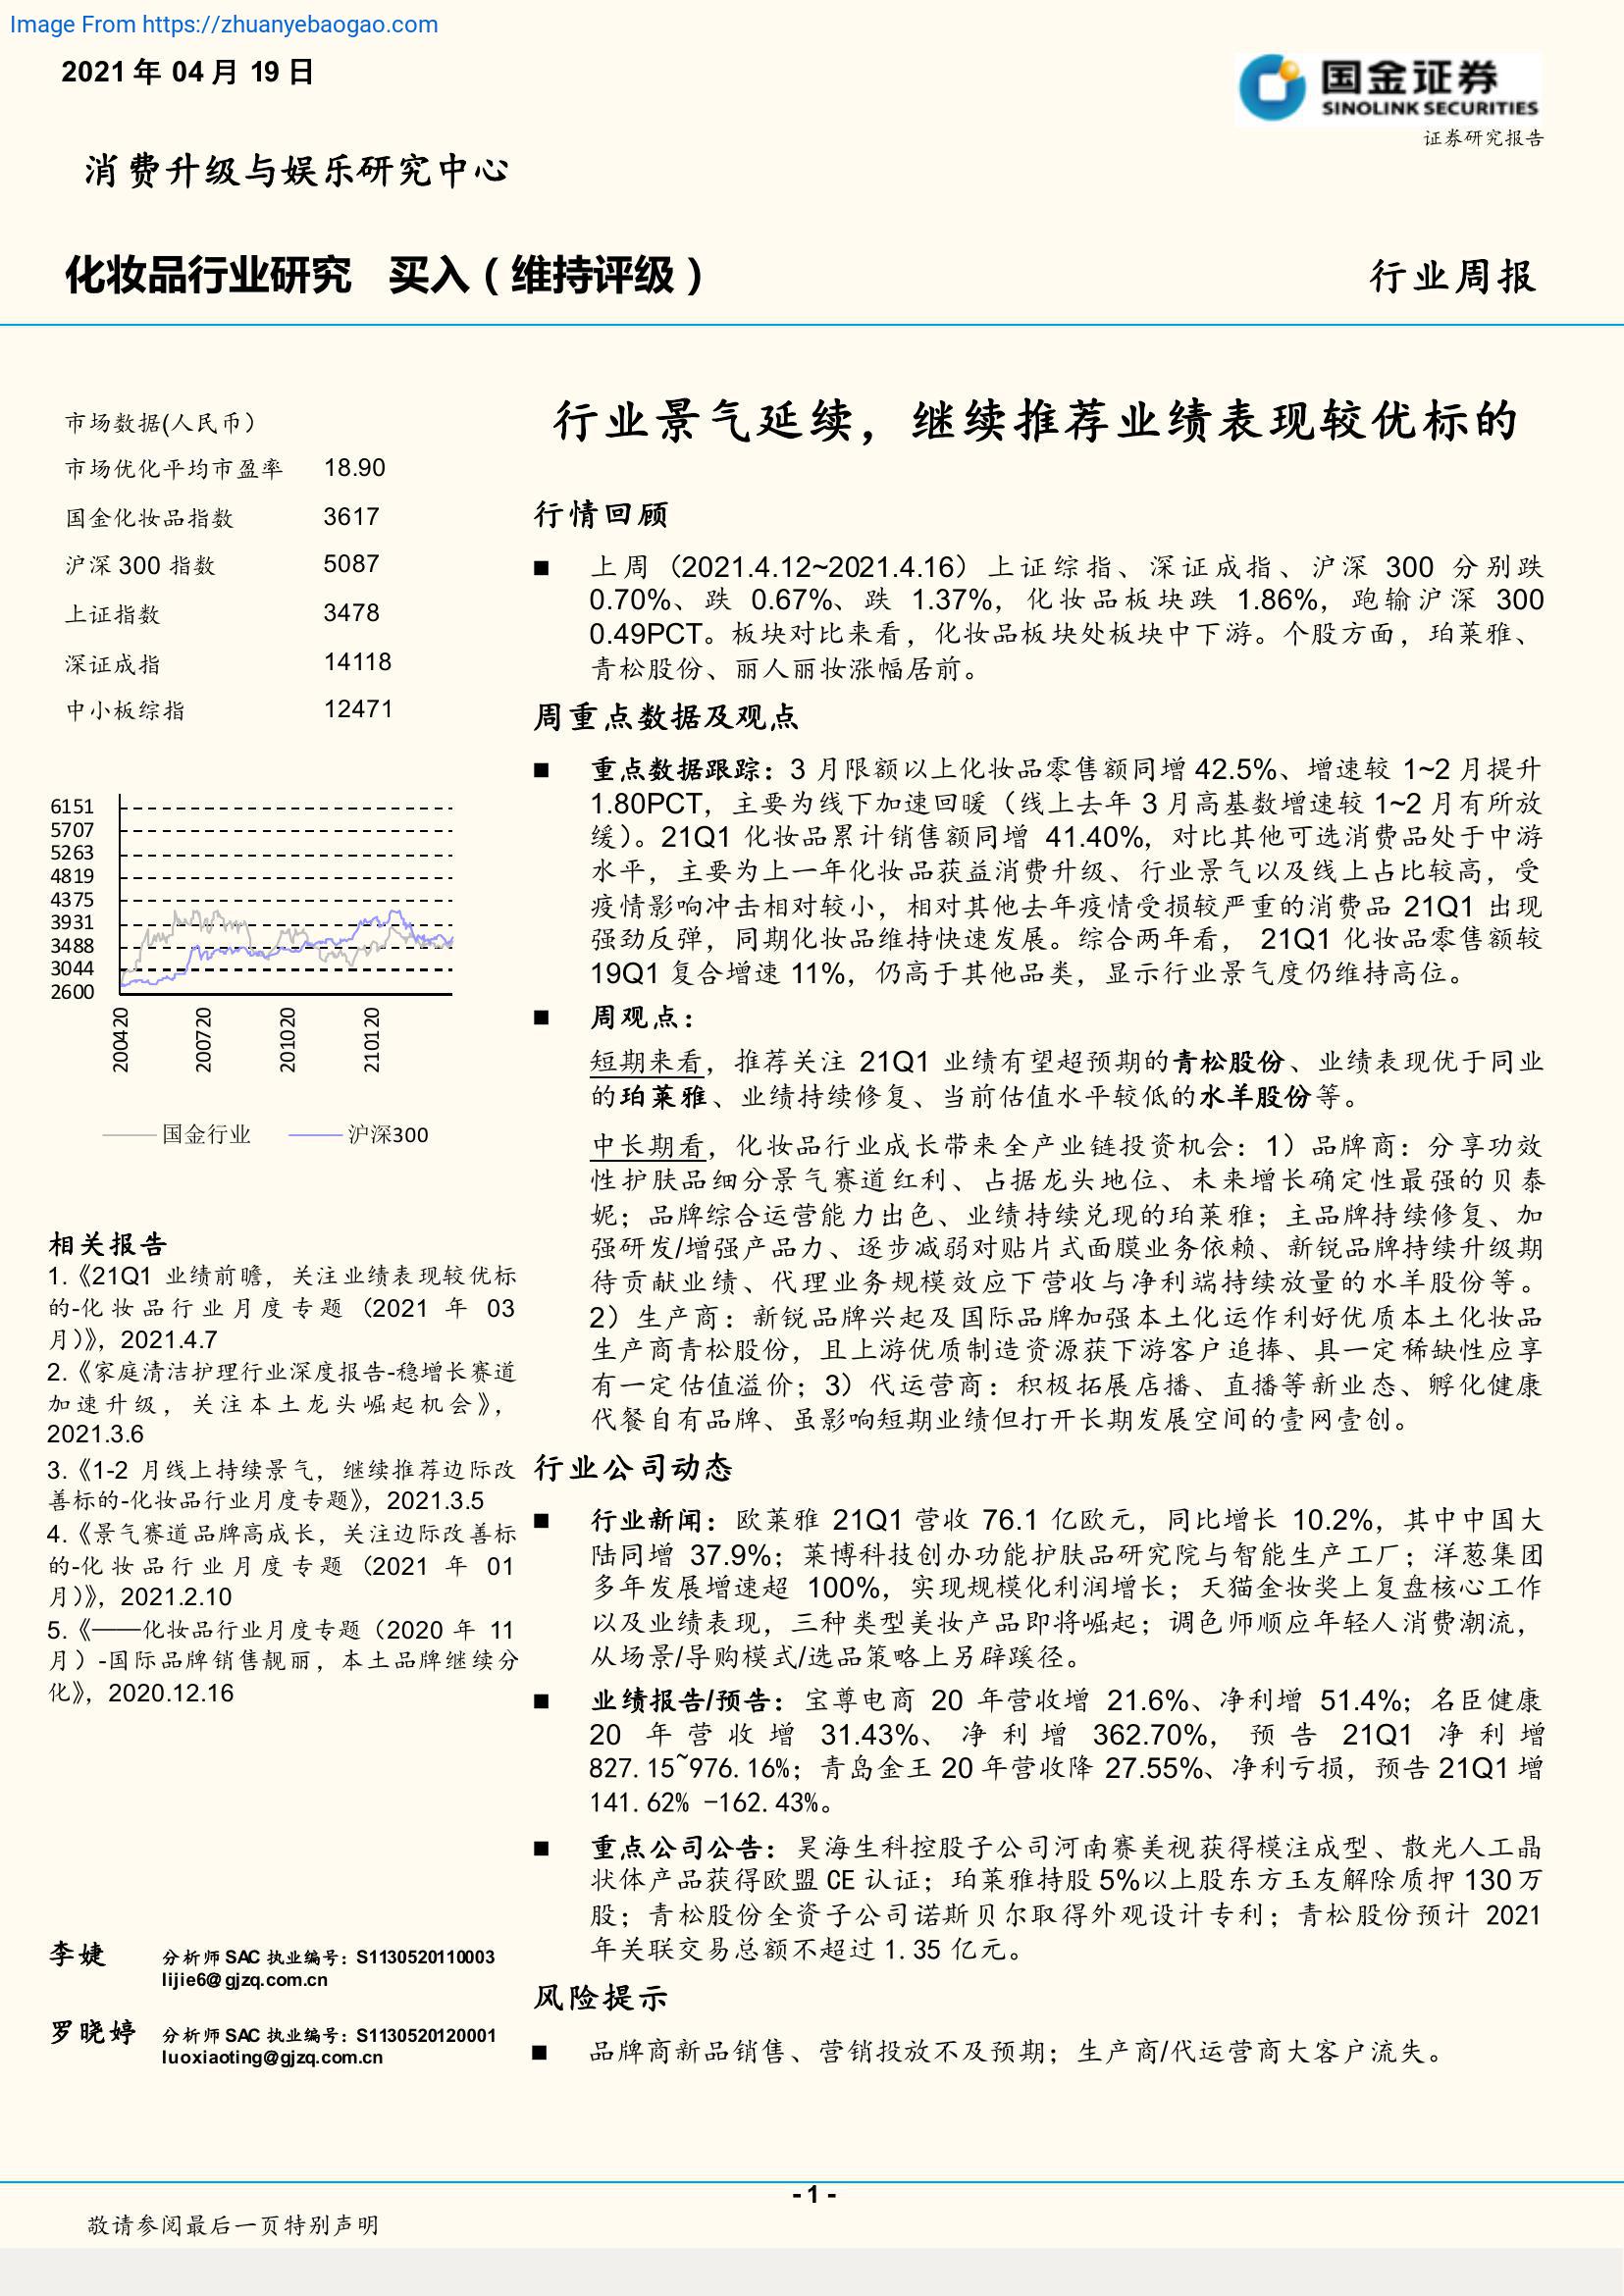 Image From https://zhuanyebaogao.com
2021 年 04 月 19 日
国金证券
SINOLINK SECURITIES
证券研究报告
消费升级与娱乐研究中心
化妆品行业研究 买入（维持评级）
行业周报
市场数据(人民币）
市场优化平均市盈率 18.90
国金化妆品指数 3617
沪深 300 指数 5087
上证指数 3478
深证成指 14118
中小板综指 12471
6151
5707
5263
4819
4375
3931
3488
3044
2600
200420
200720
201020
210120
国金行业 沪深300
相关报告
1.《21Q1 业绩前瞻，关注业绩表现较优标
的-化妆品行业月度专题（2021 年 03
月)》，2021.4.7
2.《家庭清洁护理行业深度报告-稳增长赛道
加速升级，关注本土龙头崛起机会》，
2021.3.6
3.《1-2 月线上持续景气，继续推荐边际改
善标的-化妆品行业月度专题》，2021.3.5
4.《景气赛道品牌高成长，关注边际改善标
的-化妆品行业月度专题（2021 年 01
月)》，2021.2.10
5.《——化妆品行业月度专题（2020 年 11
月）-国际品牌销售靓丽，本土品牌继续分
化》，2020.12.16
李婕 分析师 SAC 执业编号：S1130520110003
lijie6@gjzq.com.cn
罗晓婷 分析师 SAC 执业编号：S1130520120001
luoxiaoting@gjzq.com.cn
行业景气延续，继续推荐业绩表现较优标的
行情回顾
■ 上周（2021.4.12~2021.4.16）上证综指、深证成指、沪深 300 分别跌
0.70%、跌 0.67%、跌 1.37%，化妆品板块跌 1.86%，跑输沪深 300
0.49PCT。板块对比来看，化妆品板块处板块中下游。个股方面，珀莱雅、
青松股份、丽人丽妆涨幅居前。
周重点数据及观点
■ 重点数据跟踪：3 月限额以上化妆品零售额同增 42.5%、增速较 1~2 月提升
1.80PCT，主要为线下加速回暖（线上去年 3 月高基数增速较 1~2 月有所放
缓）。21Q1 化妆品累计销售额同增 41.40%，对比其他可选消费品处于中游
水平，主要为上一年化妆品获益消费升级、行业景气以及线上占比较高，受
疫情影响冲击相对较小，相对其他去年疫情受损较严重的消费品 21Q1 出现
强劲反弹，同期化妆品维持快速发展。综合两年看， 21Q1 化妆品零售额较
19Q1 复合增速 11%，仍高于其他品类，显示行业景气度仍维持高位。
■ 周观点：
短期来看，推荐关注 21Q1 业绩有望超预期的青松股份、业绩表现优于同业
的珀莱雅、业绩持续修复、当前估值水平较低的水羊股份等。
中长期看，化妆品行业成长带来全产业链投资机会：1）品牌商：分享功效
性护肤品细分景气赛道红利、占据龙头地位、未来增长确定性最强的贝泰
妮；品牌综合运营能力出色、业绩持续兑现的珀莱雅；主品牌持续修复、加
强研发/增强产品力、逐步减弱对贴片式面膜业务依赖、新锐品牌持续升级期
待贡献业绩、代理业务规模效应下营收与净利端持续放量的水羊股份等。
2）生产商：新锐品牌兴起及国际品牌加强本土化运作利好优质本土化妆品
生产商青松股份，且上游优质制造资源获下游客户追捧、具一定稀缺性应享
有一定估值溢价；3）代运营商：积极拓展店播、直播等新业态、孵化健康
代餐自有品牌、虽影响短期业绩但打开长期发展空间的壹网壹创。
行业公司动态
■ 行业新闻：欧莱雅 21Q1 营收 76.1 亿欧元，同比增长 10.2%，其中中国大
陆同增 37.9%；莱博科技创办功能护肤品研究院与智能生产工厂；洋葱集团
多年发展增速超 100%，实现规模化利润增长；天猫金妆奖上复盘核心工作
以及业绩表现，三种类型美妆产品即将崛起；调色师顺应年轻人消费潮流，
从场景/导购模式/选品策略上另辟蹊径。
■ 业绩报告/预告：宝尊电商 20 年营收增 21.6%、净利增 51.4%；名臣健康
20 年营收增 31.43%、净利增 362.70%，预告 21Q1 净利增
827.15~976.16%；青岛金王 20 年营收降 27.55%、净利亏损，预告 21Q1 增
141.62% -162.43%。
■ 重点公司公告：昊海生科控股子公司河南赛美视获得模注成型、散光人工晶
状体产品获得欧盟 CE 认证；珀莱雅持股 5%以上股东方玉友解除质押 130 万
股；青松股份全资子公司诺斯贝尔取得外观设计专利；青松股份预计 2021
年关联交易总额不超过 1.35 亿元。
风险提示
■ 品牌商新品销售、营销投放不及预期；生产商/代运营商大客户流失。
- 1 -
敬请参阅最后一页特别声明